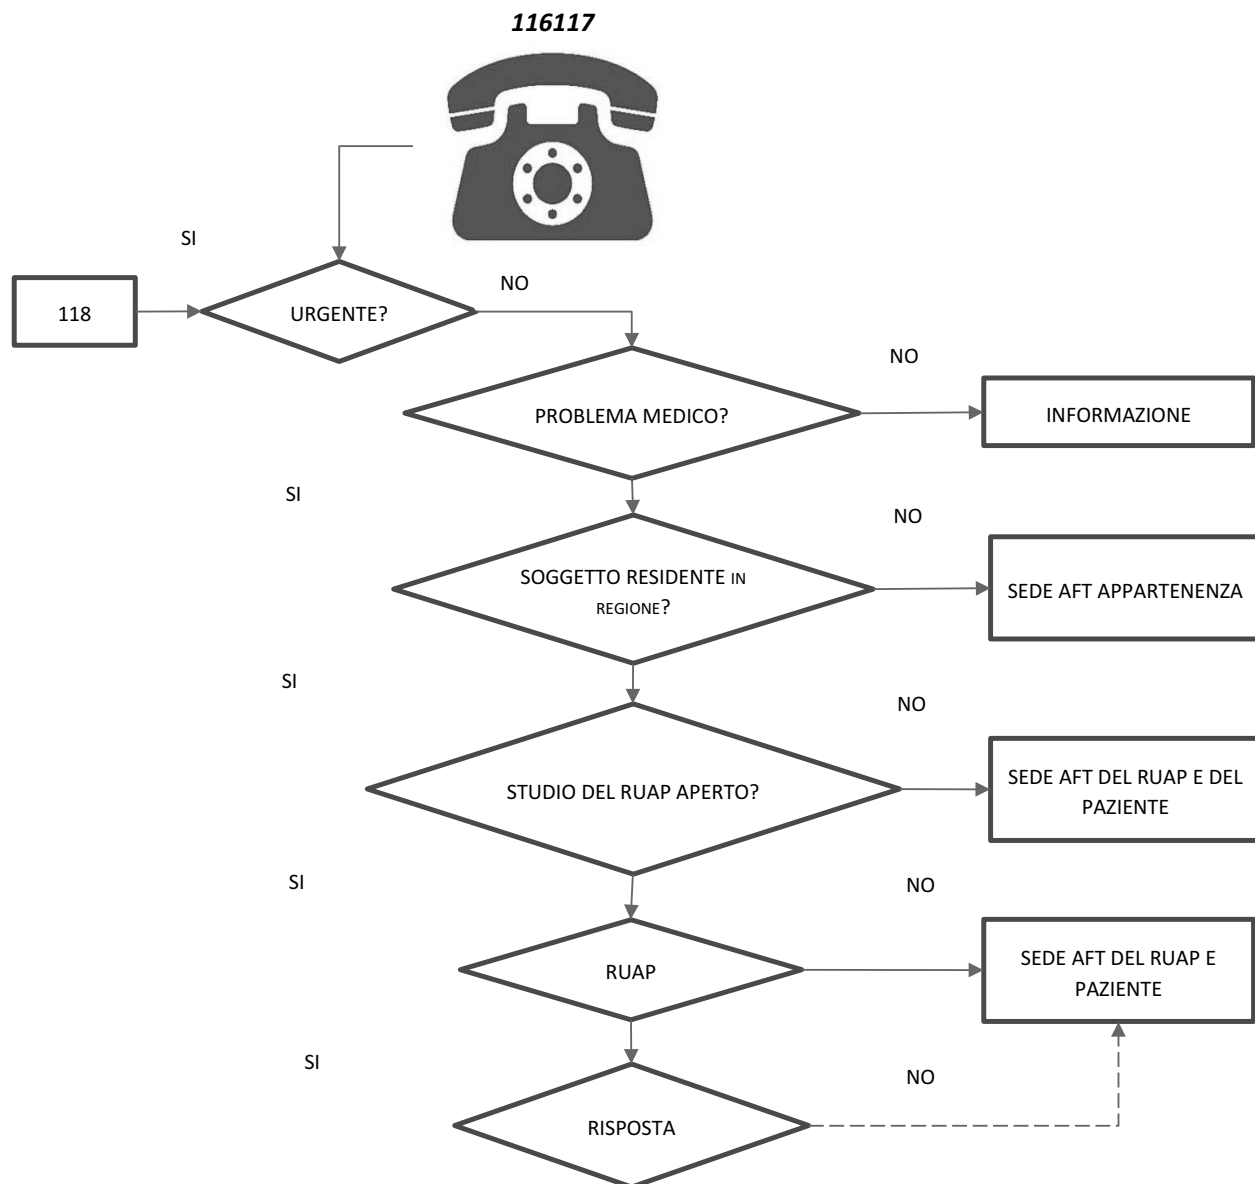 116117
SI
NO
118
URGENTE?
NO
PROBLEMA MEDICO?
INFORMAZIONE
SI
NO
SOGGETTO RESIDENTE IN
REGIONE?
SEDE AFT APPARTENENZA
SI
NO
STUDIO DEL RUAP APERTO?
SEDE AFT DEL RUAP E DEL
PAZIENTE
SI
NO
RUAP
SEDE AFT DEL RUAP E
PAZIENTE
SI
NO
RISPOSTA